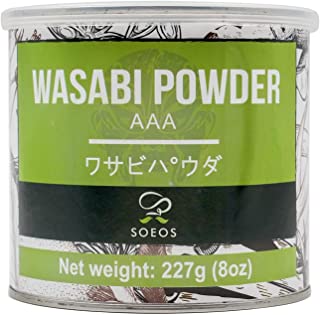 WASABI POWDER
AAA
ワサビパウダ
SOEOS
Net weight: 227g (8oz)